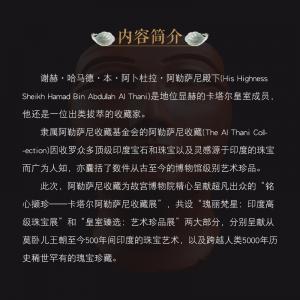 内容简介
谢赫·哈马德·本·阿卜杜拉·阿勒萨尼殿下(His Highness
Sheikh Hamad Bin Abdullah Al Thani)是地位显赫的卡塔尔皇室成员，
他还是一位出类拔萃的收藏家。
隶属阿勒萨尼收藏基金会的阿勒萨尼收藏(The Al Thani Coll-
-ection)因收罗众多顶级印度宝石和珠宝以及灵感源于印度的珠宝
而广为人知，亦囊括了数件从古至今的博物馆级别艺术珍品。
此次，阿勒萨尼收藏为故宫博物院精心呈献超凡出众的“铭
心撷珍——卡塔尔阿勒萨尼收藏展”，共设“瑰丽梵星：印度高
级珠宝展”和“皇室臻选：艺术珍品展”两大部分，分别呈献从
莫卧儿王朝至今500年间印度的珠宝艺术，以及跨越人类5000年历
史稀世罕有的瑰宝珍藏。